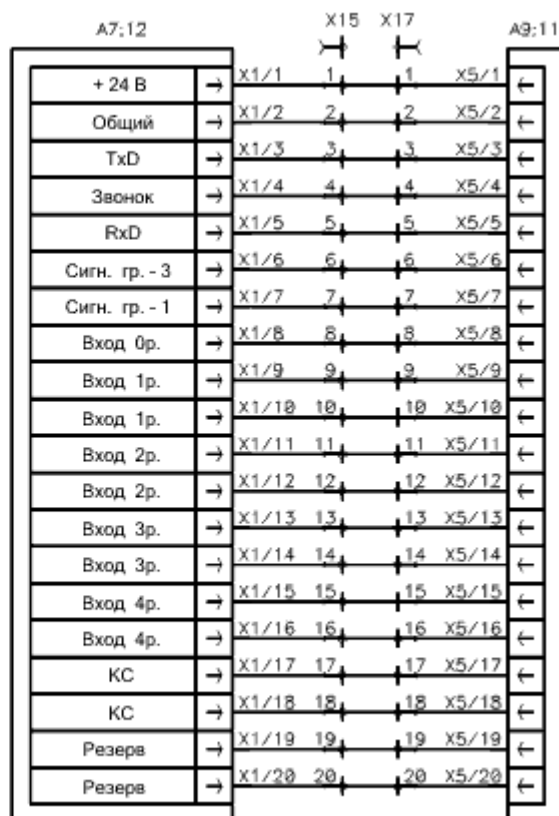 X15 X17
A7;12 A9;11
+ 24 В X1/1 1 1 X5/1
Общий X1/2 2 2 X5/2
TxD X1/3 3 3 X5/3
Звонок X1/4 4 4 X5/4
RxD X1/5 5 5 X5/5
Сигн. гр. - 3 X1/6 6 6 X5/6
Сигн. гр. - 1 X1/7 7 7 X5/7
Вход 0р. X1/8 8 8 X5/8
Вход 1р. X1/9 9 9 X5/9
Вход 1р. X1/10 10 10 X5/10
Вход 2р. X1/11 11 11 X5/11
Вход 2р. X1/12 12 12 X5/12
Вход 3р. X1/13 13 13 X5/13
Вход 3р. X1/14 14 14 X5/14
Вход 4р. X1/15 15 15 X5/15
Вход 4р. X1/16 16 16 X5/16
КС X1/17 17 17 X5/17
КС X1/18 18 18 X5/18
Резерв X1/19 19 19 X5/19
Резерв X1/20 20 20 X5/20